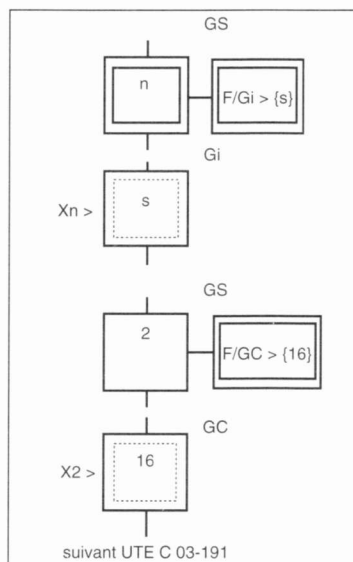 GS
n
F/Gi > {s}
Gi
Xn >
s
GS
2
F/GC > {16}
GC
X2 >
16
suivant UTE C 03-191